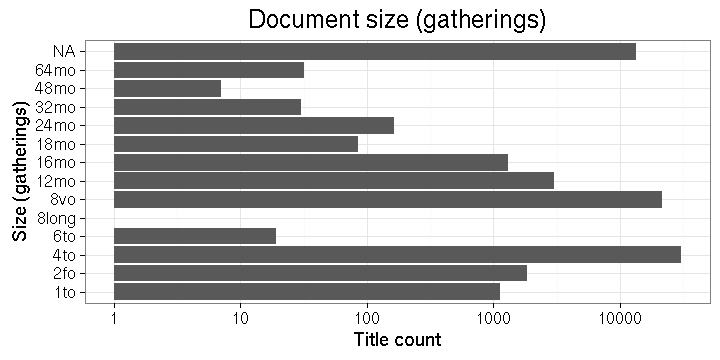 Document size (gatherings)
Size (gatherings)
NA
64mo
48mo
32mo
24mo
18mo
16mo
12mo
8vo
8long
6to
4to
2fo
1to
1 10 100 1000 10000
Title count